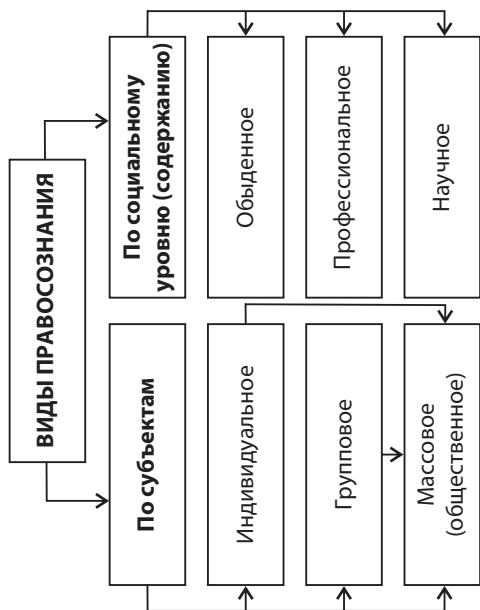 ВИДЫ ПРАВОСОЗНАНИЯ
По субъектам
Индивидуальное
Групповое
Массовое
(общественное)
По социальному
уровню (содержанию)
Обыденное
Профессиональное
Научное